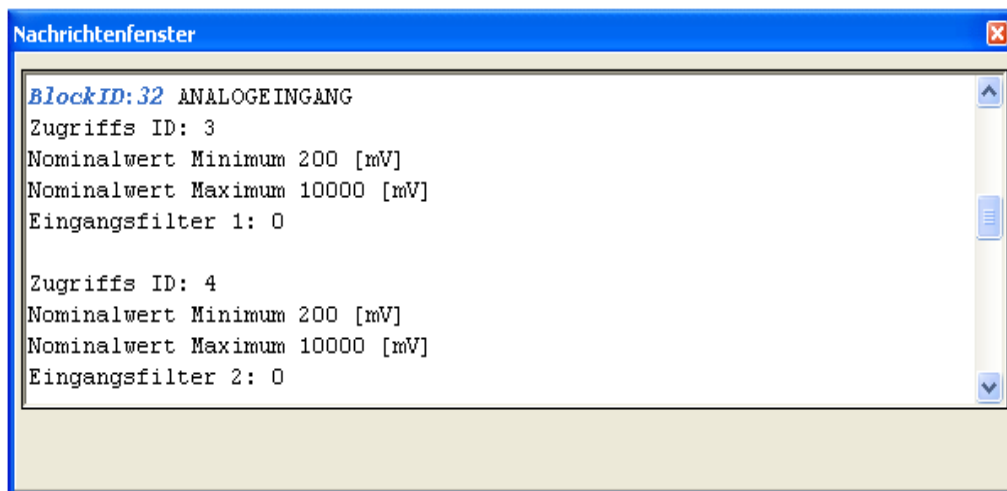 Nachrichtenfenster
BlockID:32 ANALOGEINGANG
Zugriffs ID: 3
Nominalwert Minimum 200 [mV]
Nominalwert Maximum 10000 [mV]
Eingangsfilter 1: 0
Zugriffs ID: 4
Nominalwert Minimum 200 [mV]
Nominalwert Maximum 10000 [mV]
Eingangsfilter 2: 0